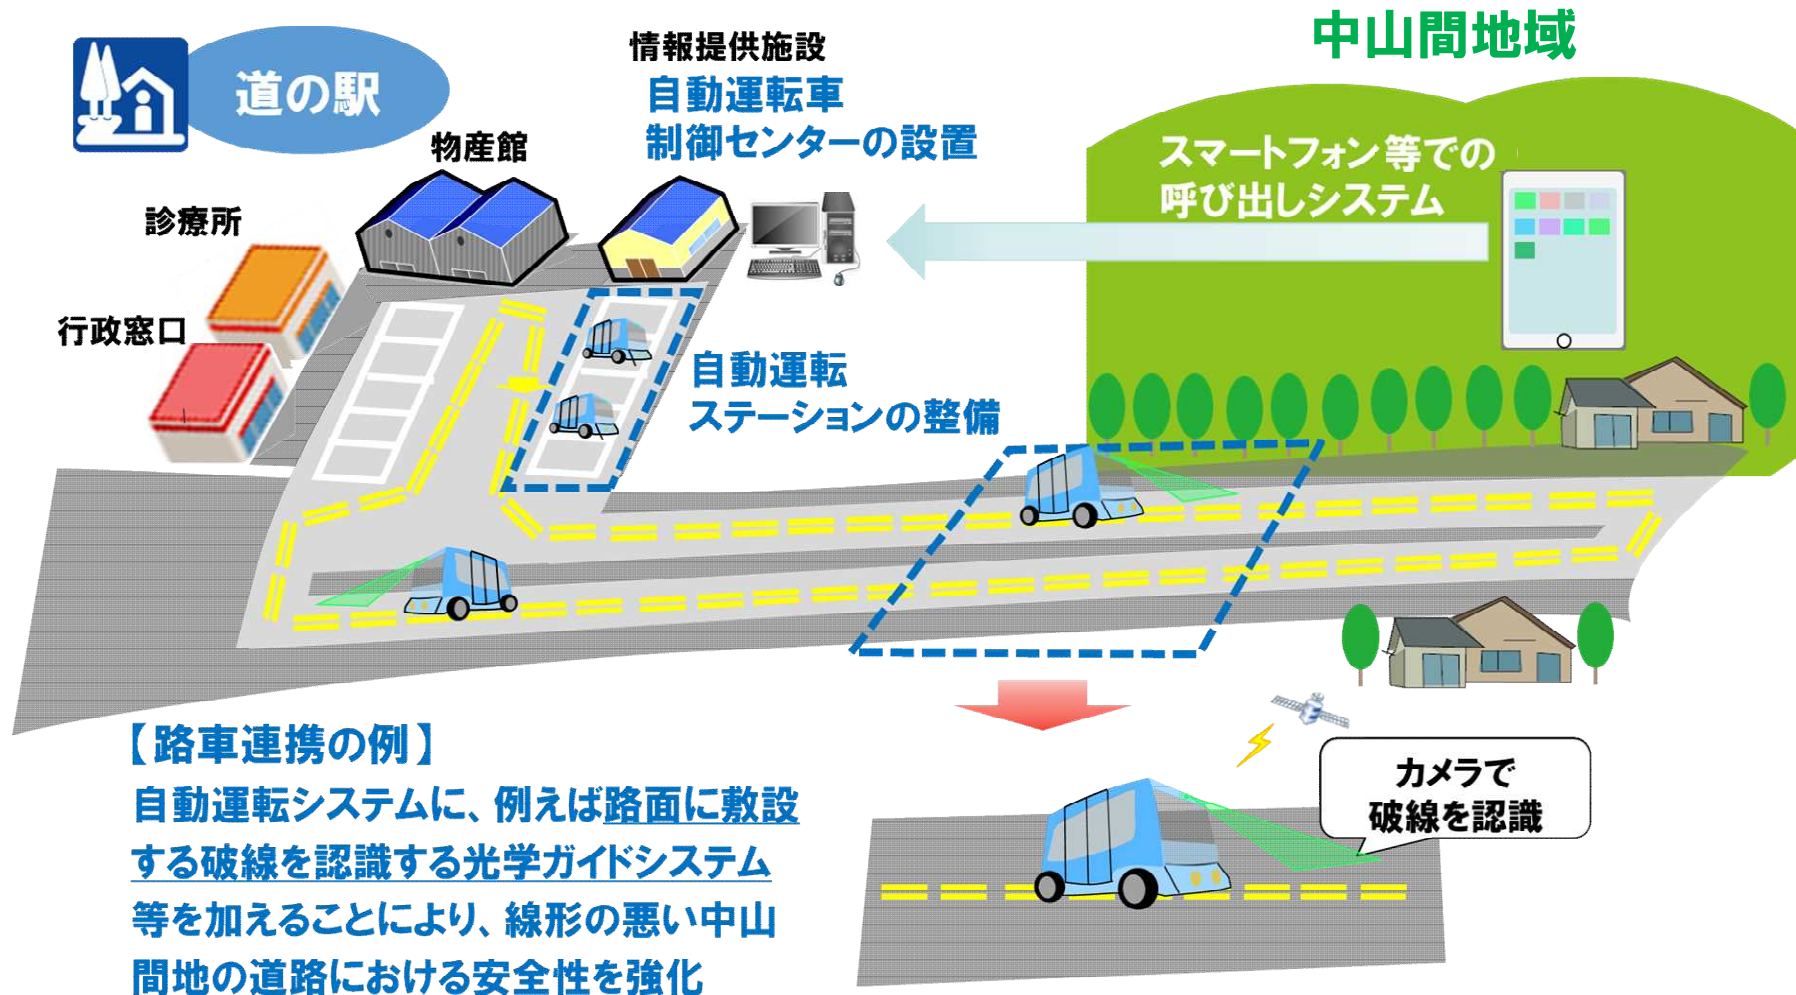 中山間地域
道の駅
情報提供施設
自動運転車
制御センターの設置
物産館
スマートフォン等での
呼び出しシステム
診療所
行政窓口
自動運転
ステーションの整備
【路車連携の例】
自動運転システムに、例えば路面に敷設
する破線を認識する光学ガイドシステム
等を加えることにより、線形の悪い中山
間地の道路における安全性を強化
カメラで
破線を認識